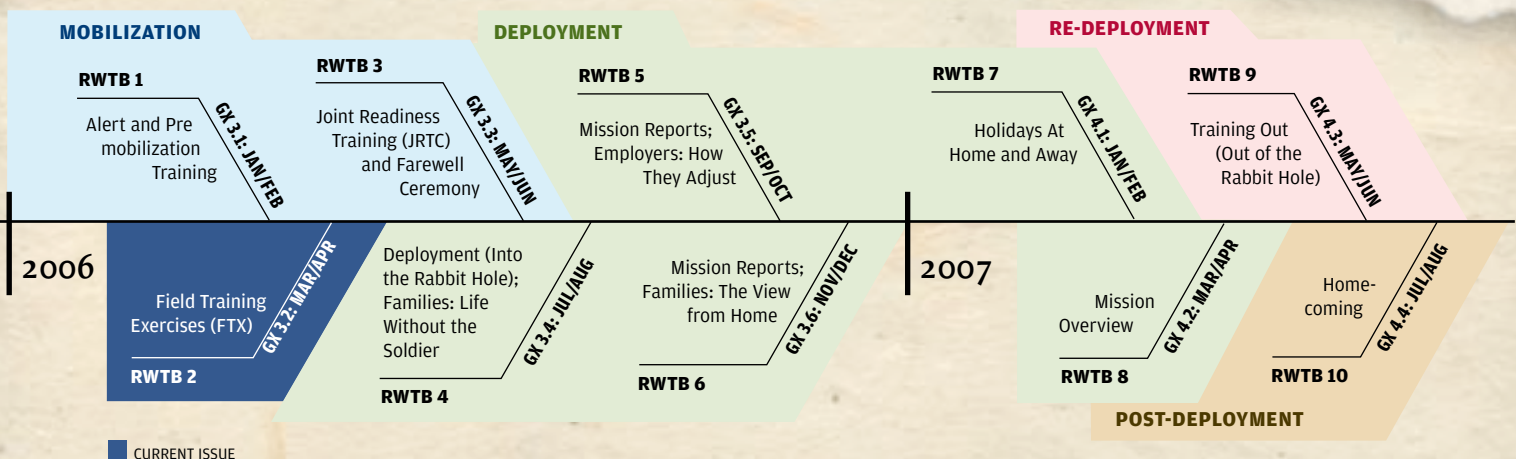 MOBILIZATION
RWTB 1
Alert and Pre
mobilization
Training
GX 3.1: JAN/FEB
RWTB 3
Joint Readiness
Training (JRTC)
and Farewell
Ceremony
GX 3.3: MAY/JUN
DEPLOYMENT
RWTB 5
Mission Reports;
Employers: How
They Adjust
GX 3.5: SEP/OCT
RWTB 7
Holidays At
Home and Away
GX 4.1: JAN/FEB
RE-DEPLOYMENT
RWTB 9
Training Out
(Out of the
Rabbit Hole)
GX 4.3: MAY/JUN
2006
Field Training
Exercises (FTX)
GX 3.2: MAR/APR
RWTB 2
Deployment (Into
the Rabbit Hole);
Families: Life
Without the
Soldier
GX 3.4: JUL/AUG
RWTB 4
Mission Reports;
Families: The View
from Home
GX 3.6: NOV/DEC
RWTB 6
2007
Mission
Overview
GX 4.2: MAR/APR
RWTB 8
Home-
coming
GX 4.4: JUL/AUG
RWTB 10
POST-DEPLOYMENT
CURRENT ISSUE